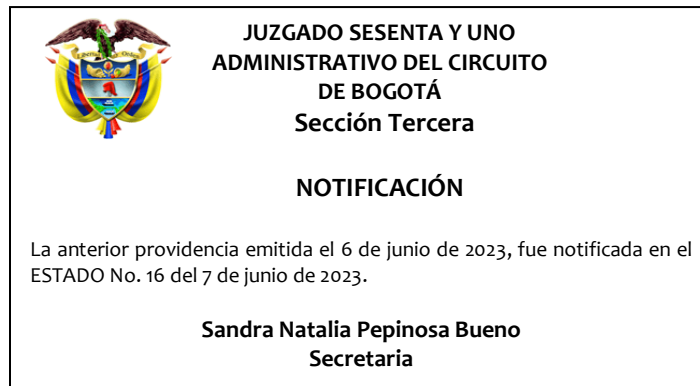 JUZGADO SESENTA Y UNO
ADMINISTRATIVO DEL CIRCUITO
DE BOGOTÁ
Sección Tercera
NOTIFICACIÓN
La anterior providencia emitida el 6 de junio de 2023, fue notificada en el
ESTADO No. 16 del 7 de junio de 2023.
Sandra Natalia Pepinosa Bueno
Secretaria